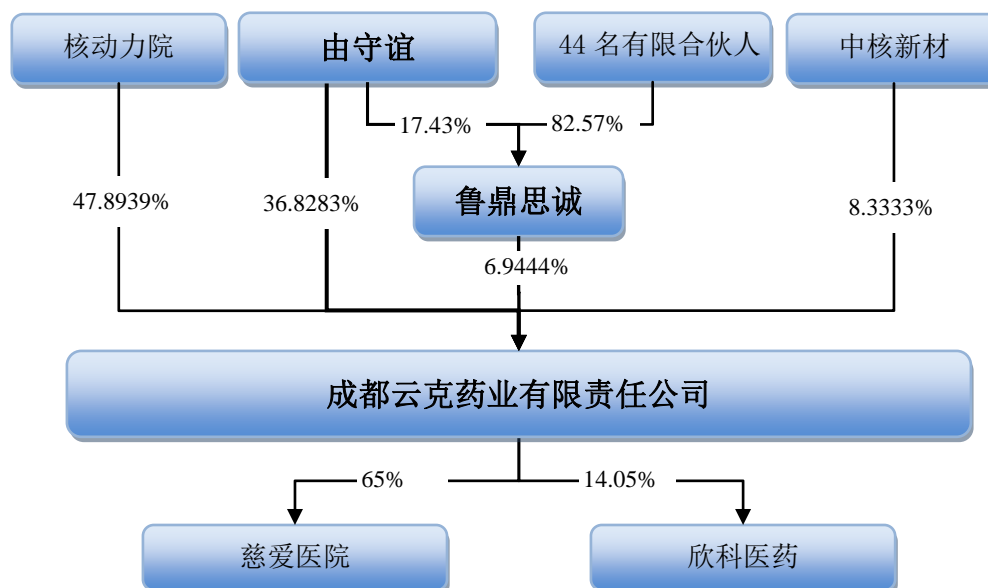 核动力院
由守谊
44 名有限合伙人
中核新材
17.43%
82.57%
鲁鼎思诚
47.8939%
36.8283%
8.3333%
6.9444%
成都云克药业有限责任公司
65%
14.05%
慈爱医院
欣科医药